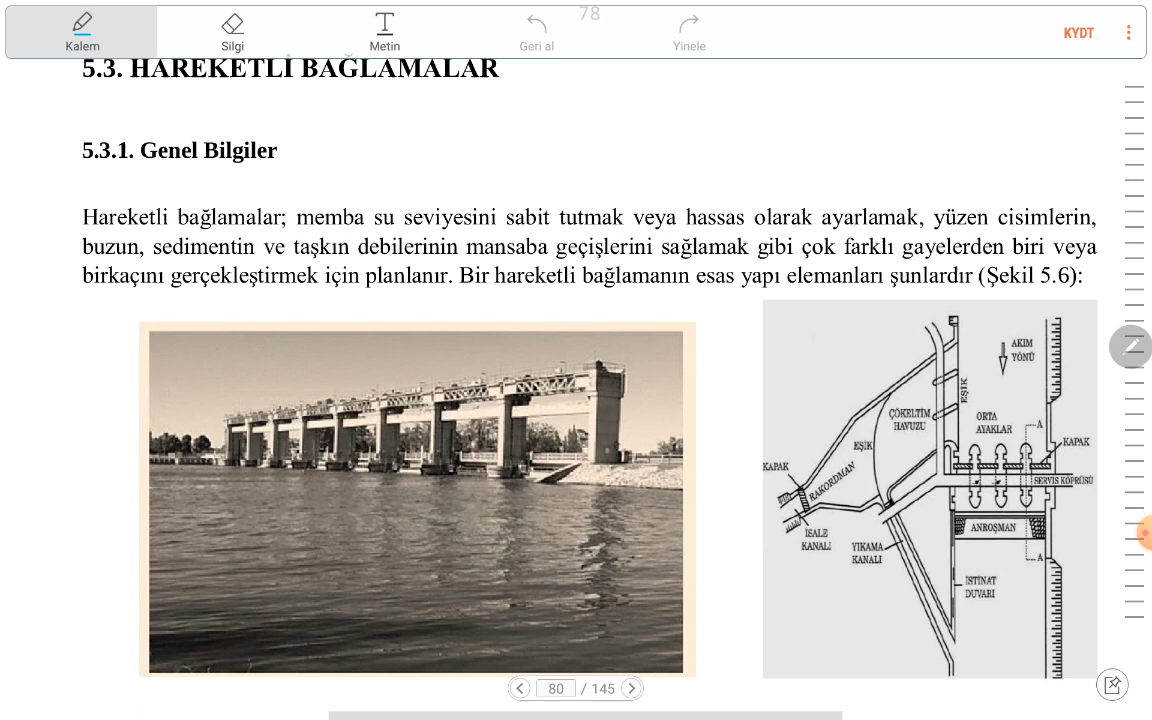 78
Kalem
Silgi
Metin
Geri al
Yinele
KYDT
5.3. HAREKETLİ BAĞLAMALAR
5.3.1. Genel Bilgiler
Hareketli bağlamalar; memba su seviyesini sabit tutmak veya hassas olarak ayarlamak, yüzen cisimlerin,
buzun, sedimentin ve taşkın debilerinin mansaba geçişlerini sağlamak gibi çok farklı gayelerden biri veya
birkaçını gerçekleştirmek için planlanır. Bir hareketli bağlamanın esas yapı elemanları şunlardır (Şekil 5.6):
AKIM
YÖNÜ
EŞİK
ÇÖKELTİM
HAVUZU
ORTA
AYAKLAR
A
EŞİK
KAPAK
KAPAK
RAKORDMAN
SERVİS KÖPRÜSÜ
ANROŞMAN
İSALE
KANALI
YIKAMA
KANALI
A
İSTİNAT
DUVARI
80 / 145